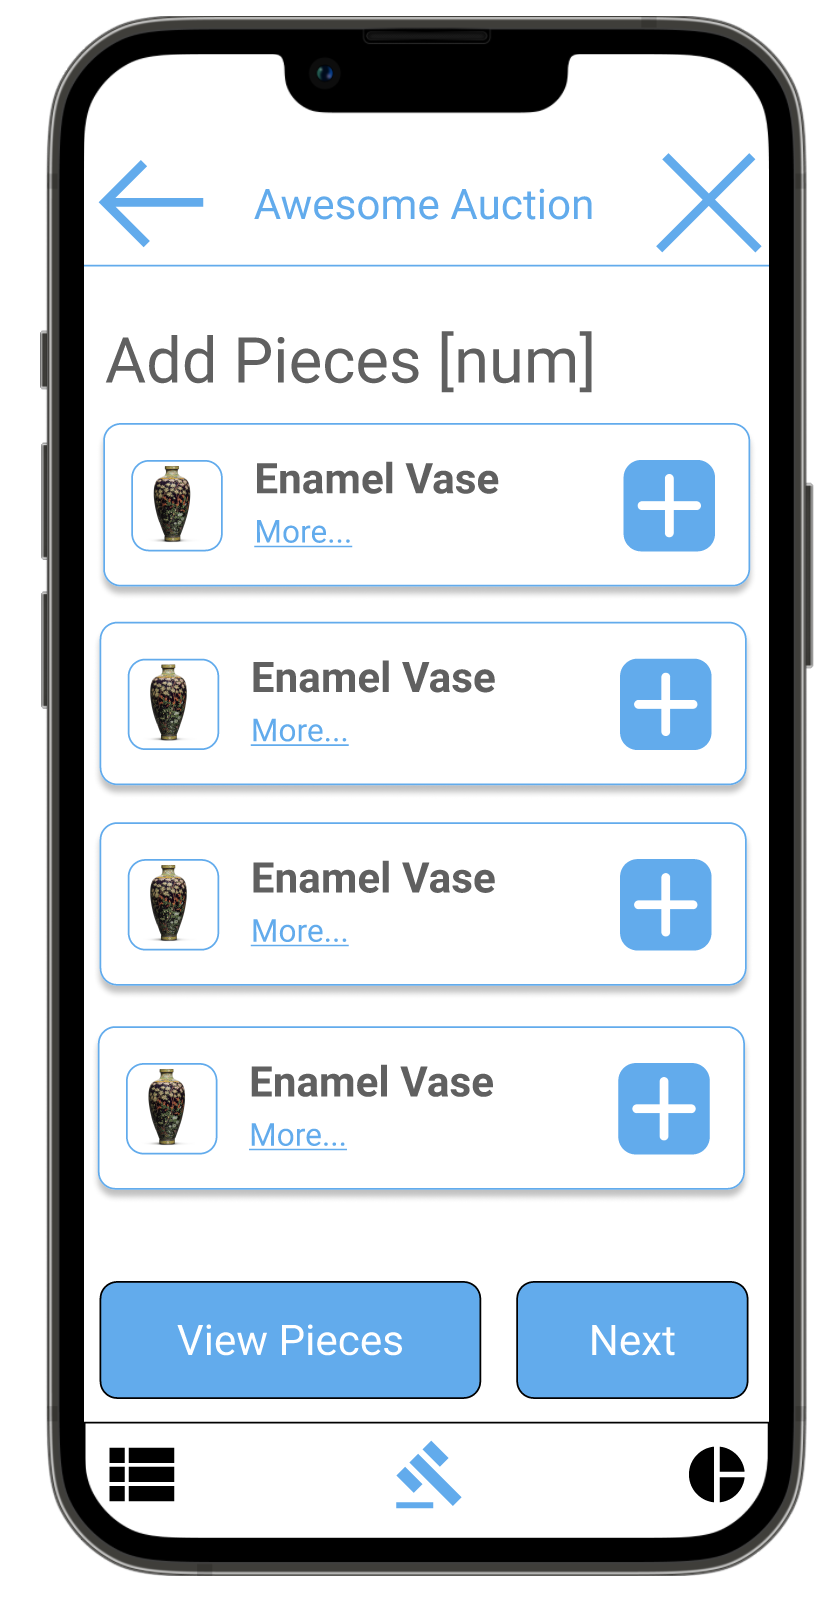 Awesome Auction
Add Pieces [num]
Enamel Vase
More...
Enamel Vase
More...
Enamel Vase
More...
Enamel Vase
More...
View Pieces
Next